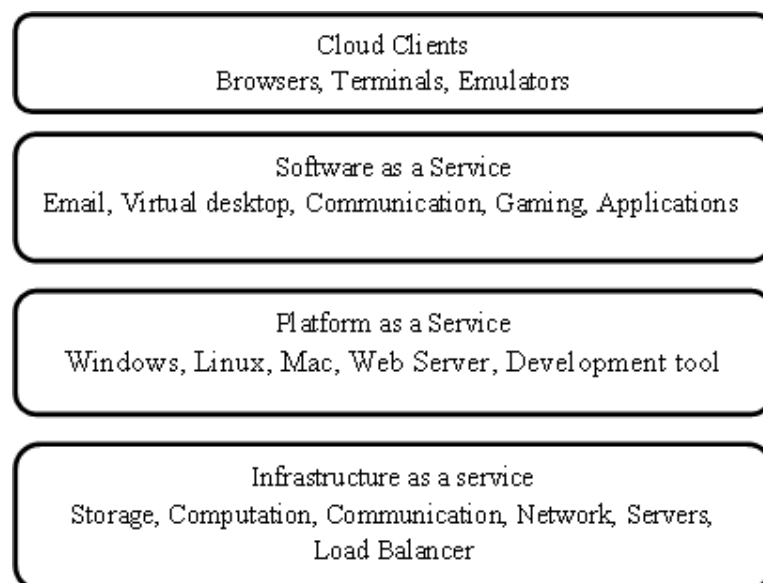 Cloud Clients
Browsers, Terminals, Emulators
Software as a Service
Email, Virtual desktop, Communication, Gaming, Applications
Platform as a Service
Windows, Linux, Mac, Web Server, Development tool
Infrastructure as a service
Storage, Computation, Communication, Network, Servers,
Load Balancer